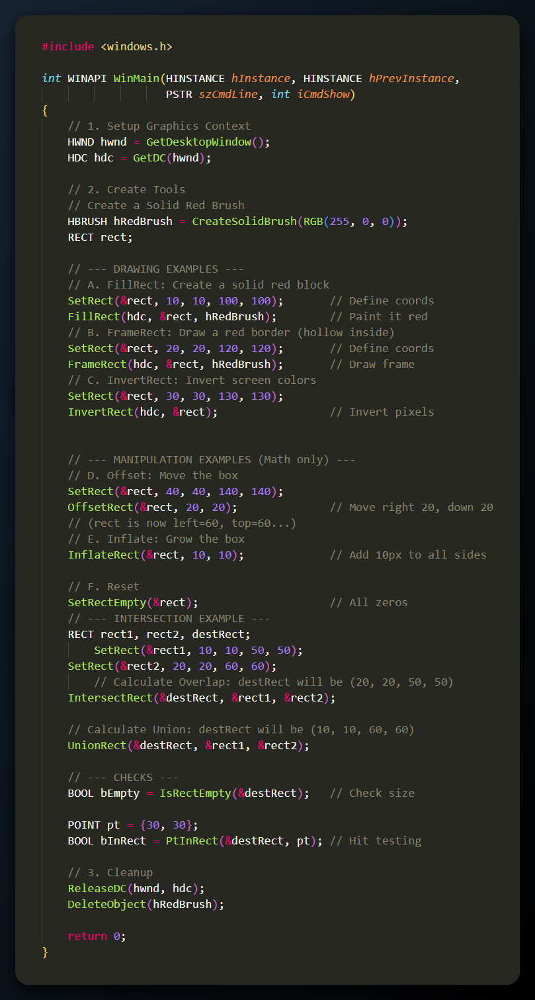 #include <windows.h>
int WINAPI WinMain(HINSTANCE hInstance, HINSTANCE hPrevInstance,
                   PSTR szCmdLine, int iCmdShow)
{
    // 1. Setup Graphics Context
    HWND hwnd = GetDesktopWindow();
    HDC hdc = GetDC(hwnd);

    // 2. Create Tools
    // Create a Solid Red Brush
    HBRUSH hRedBrush = CreateSolidBrush(RGB(255, 0, 0));
    RECT rect;

    // --- DRAWING EXAMPLES ---
    // A. FillRect: Create a solid red block
    SetRect(&rect, 10, 10, 100, 100);       // Define coords
    FillRect(hdc, &rect, hRedBrush);        // Paint it red
    // B. FrameRect: Draw a red border (hollow inside)
    SetRect(&rect, 20, 20, 120, 120);       // Define coords
    FrameRect(hdc, &rect, hRedBrush);       // Draw frame
    // C. InvertRect: Invert screen colors
    SetRect(&rect, 30, 30, 130, 130);
    InvertRect(hdc, &rect);                 // Invert pixels


    // --- MANIPULATION EXAMPLES (Math only) ---
    // D. Offset: Move the box
    SetRect(&rect, 40, 40, 140, 140);
    OffsetRect(&rect, 20, 20);              // Move right 20, down 20
    // (rect is now left=60, top=60...)
    // E. Inflate: Grow the box
    InflateRect(&rect, 10, 10);             // Add 10px to all sides

    // F. Reset
    SetRectEmpty(&rect);                    // All zeros
    // --- INTERSECTION EXAMPLE ---
    RECT rect1, rect2, destRect;
        SetRect(&rect1, 10, 10, 50, 50);
    SetRect(&rect2, 20, 20, 60, 60);
        // Calculate Overlap: destRect will be (20, 20, 50, 50)
    IntersectRect(&destRect, &rect1, &rect2);

    // Calculate Union: destRect will be (10, 10, 60, 60)
    UnionRect(&destRect, &rect1, &rect2);

    // --- CHECKS ---
    BOOL bEmpty = IsRectEmpty(&destRect);   // Check size

    POINT pt = {30, 30};
    BOOL bInRect = PtInRect(&destRect, pt); // Hit testing

    // 3. Cleanup
    ReleaseDC(hwnd, hdc);
    DeleteObject(hRedBrush);

    return 0;
}